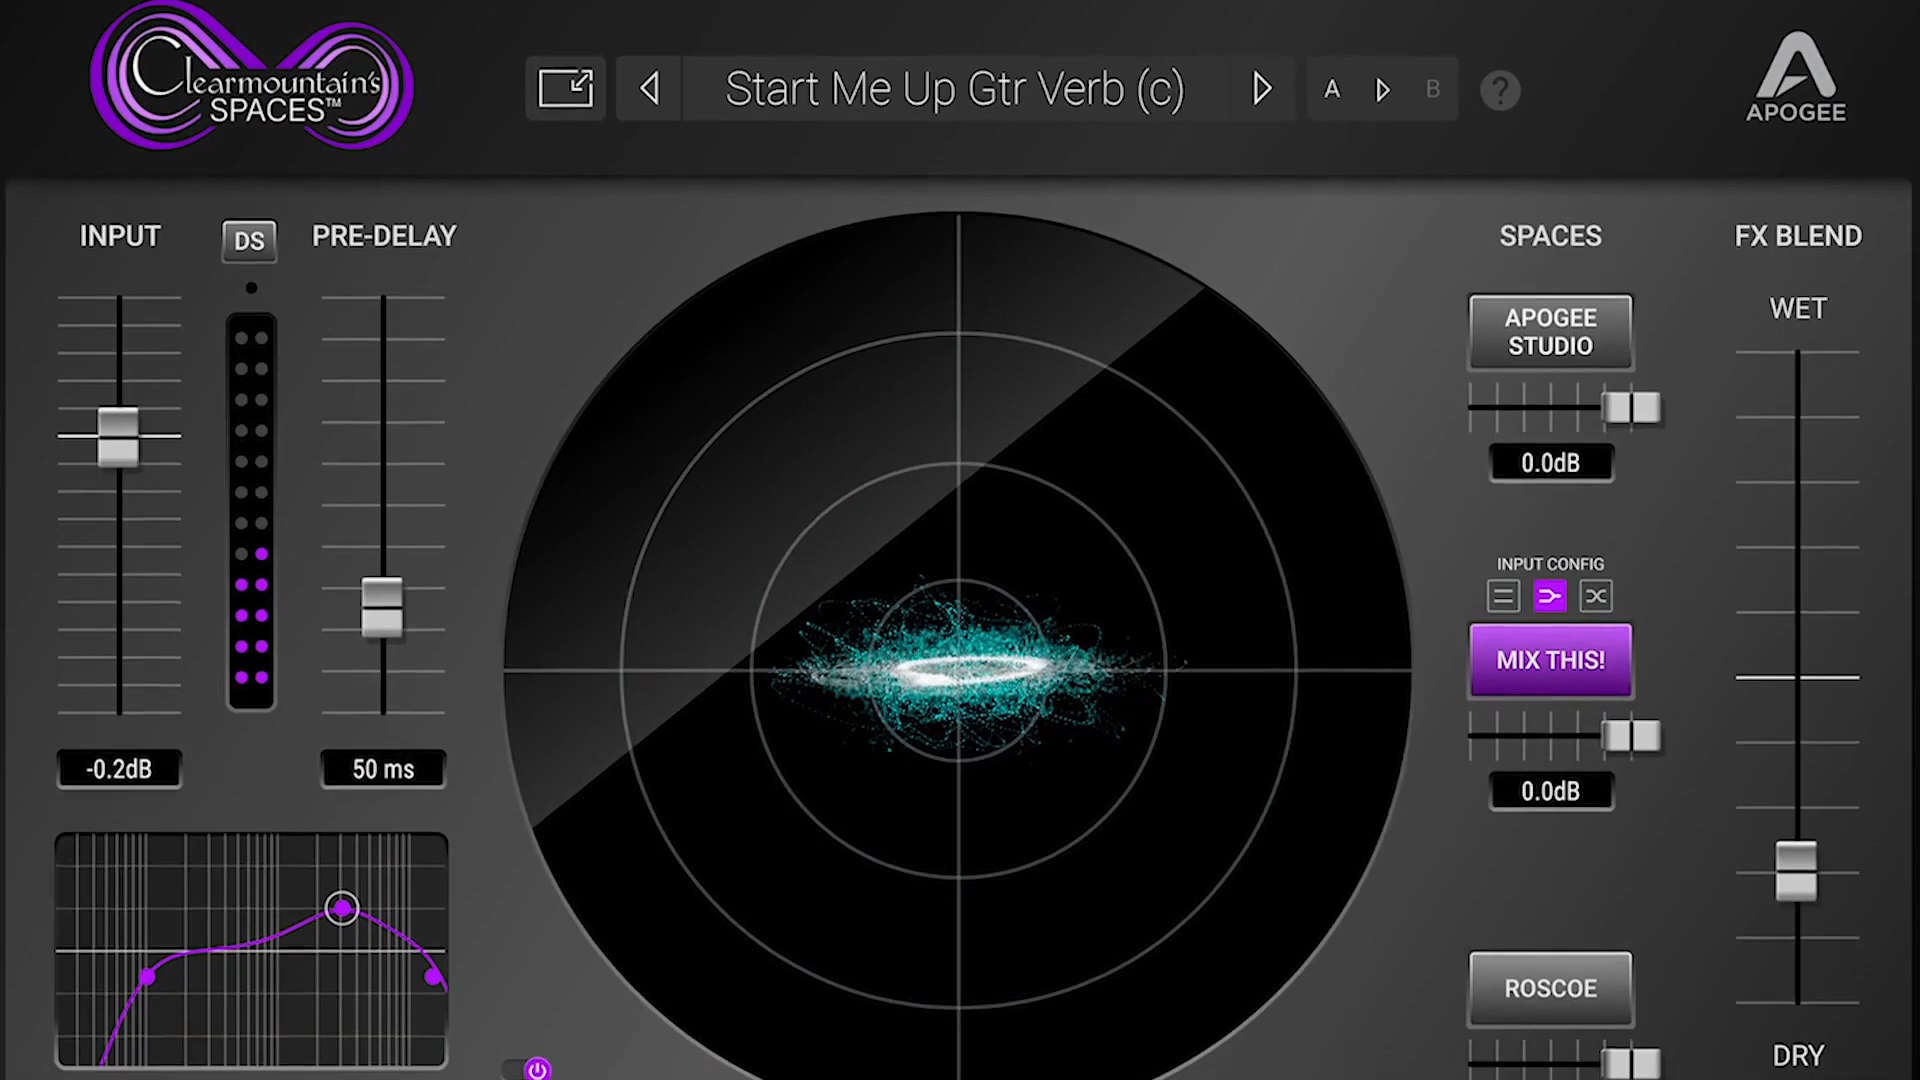 Clearmountain's
SPACES™
Start Me Up Gtr Verb (c)
A
B
?
APOGEE
INPUT
DS
PRE-DELAY
SPACES
FX BLEND
WET
APOGEE
STUDIO
0.0dB
INPUT CONFIG
MIX THIS!
0.0dB
-0.2dB
50 ms
ROSCOE
DRY